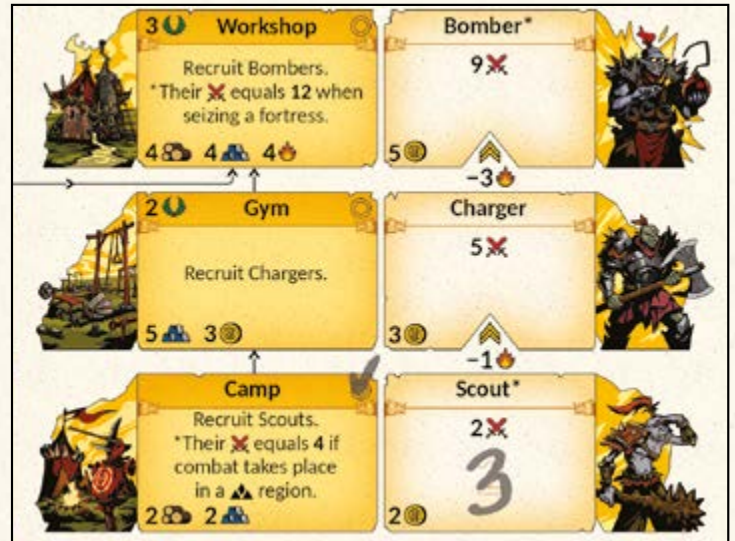 3 Workshop
Bomber*
Recruit Bombers.
*Their equals 12 when
seizing a fortress.
9
4 4 4
5
-3
2 Gym
Charger
Recruit Chargers.
5
5 3
3
-1
Camp
Scout*
Recruit Scouts.
*Their equals 4 if
combat takes place
in a region.
2
3
2 2
2